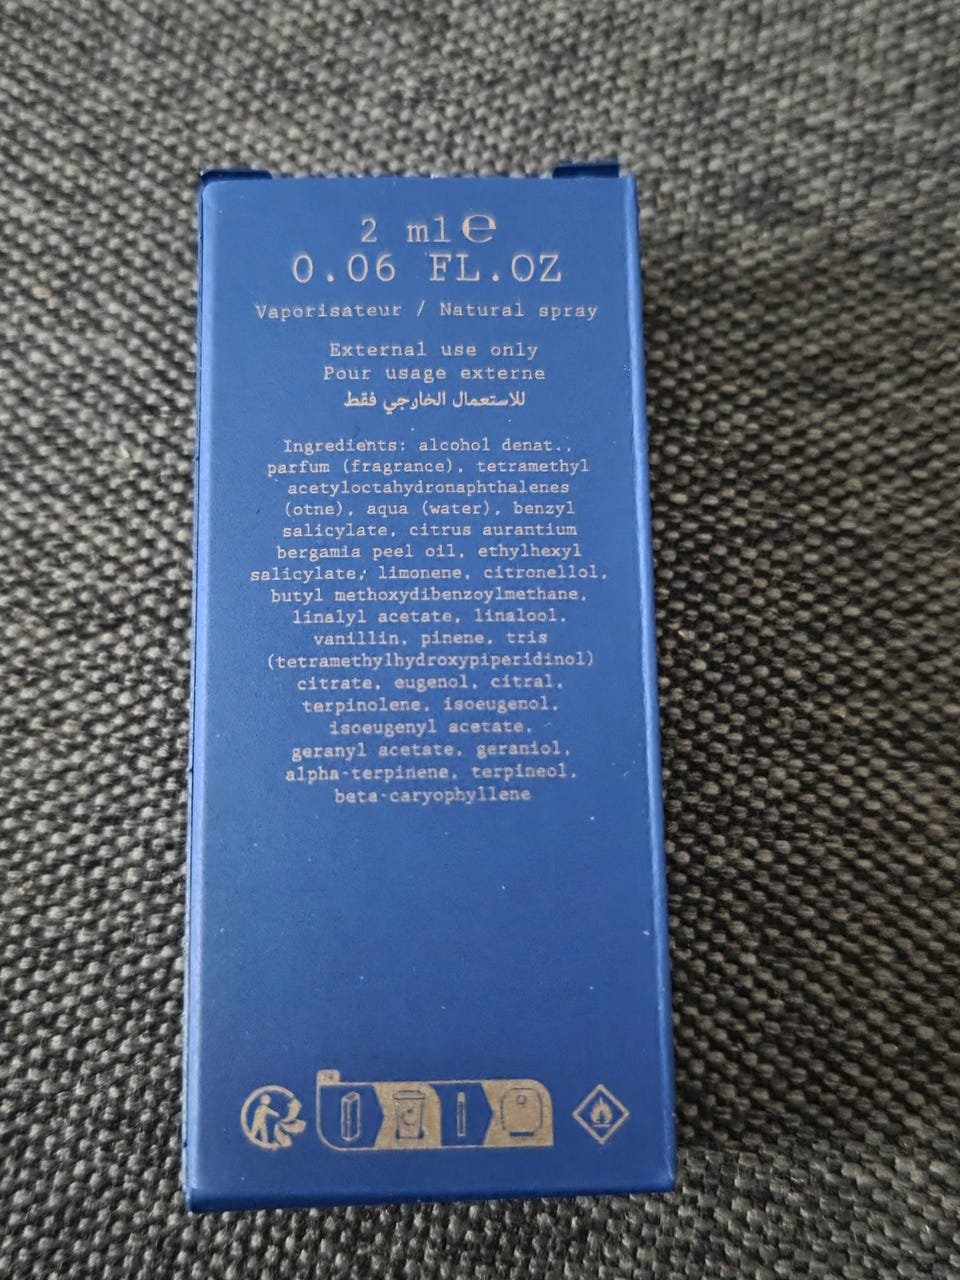 2 ml℮
0.06 FL.OZ
Vaporisateur / Natural spray
External use only
Pour usage externe
للاستعمال الخارجي فقط
Ingredients: alcohol denat.,
parfum (fragrance), tetramethyl
acetyloctahydronaphthalenes
(otne), aqua (water), benzyl
salicylate, citrus aurantium
bergamia peel oil, ethylhexyl
salicylate, limonene, citronellol,
butyl methoxydibenzoylmethane,
linalyl acetate, linalool,
vanillin, pinene, tris
(tetramethylhydroxypiperidinol)
citrate, eugenol, citral,
terpinolene, isoeugenol,
isoeugenyl acetate,
geranyl acetate, geraniol,
alpha-terpinene, terpineol,
beta-caryophyllene